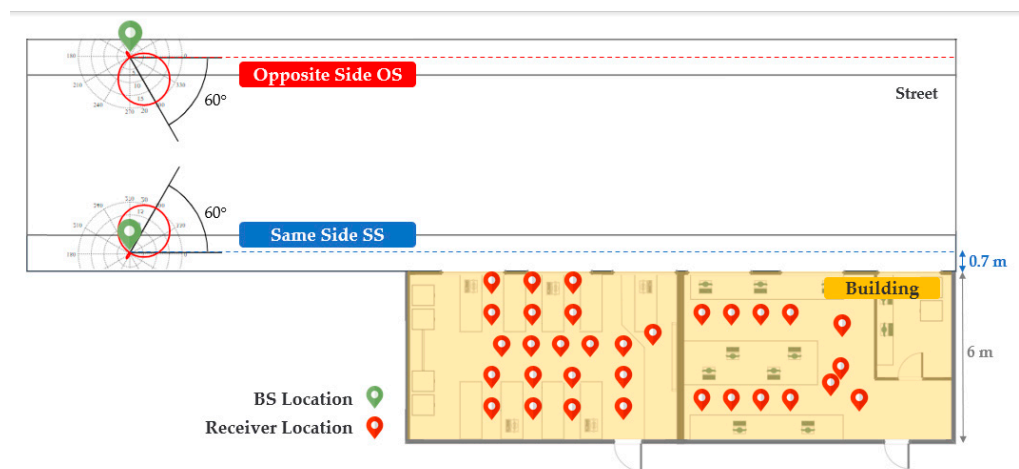 Opposite Side OS
60°
Street
60°
Same Side SS
0.7 m
Building
6 m
BS Location
Receiver Location